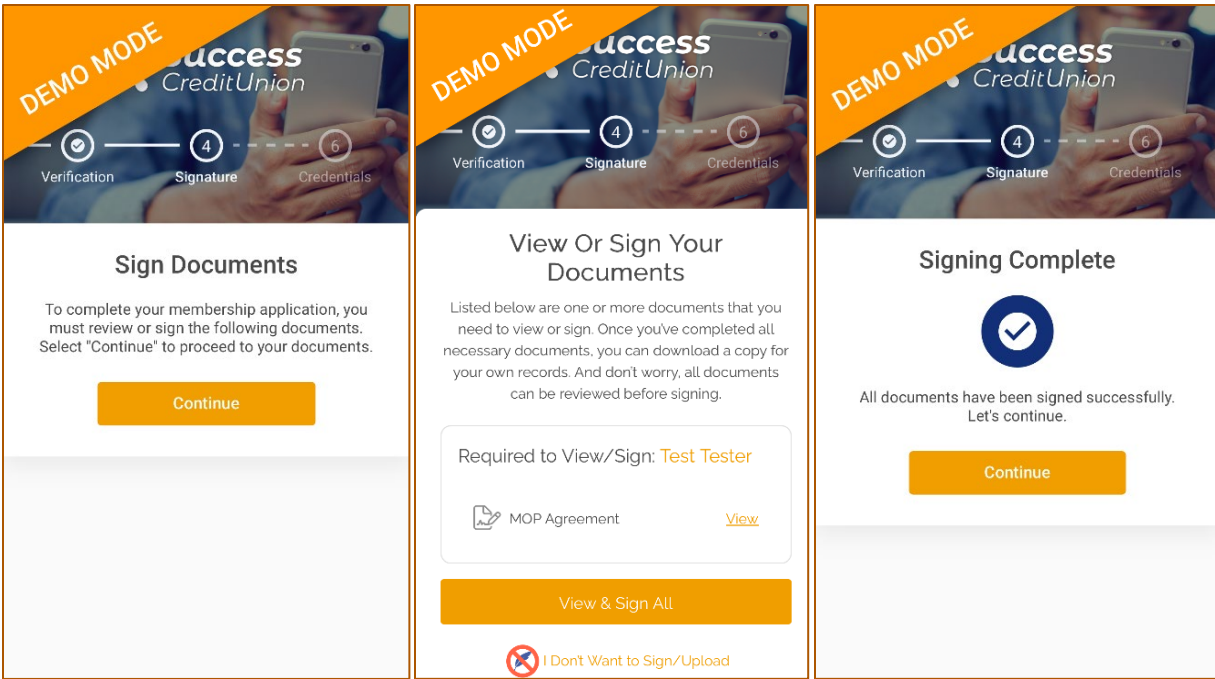 DEMO MODE
Success
CreditUnion
4
6
Verification
Signature
Credentials
Sign Documents
To complete your membership application, you
must review or sign the following documents.
Select "Continue" to proceed to your documents.
Continue
DEMO MODE
Success
CreditUnion
4
6
Verification
Signature
Credentials
View Or Sign Your
Documents
Listed below are one or more documents that you
need to view or sign. Once you've completed all
necessary documents, you can download a copy for
your own records. And don't worry, all documents
can be reviewed before signing.
Required to View/Sign: Test Tester
MOP Agreement
View
View & Sign All
I Don't Want to Sign/Upload
DEMO MODE
Success
CreditUnion
4
6
Verification
Signature
Credentials
Signing Complete
All documents have been signed successfully.
Let's continue.
Continue